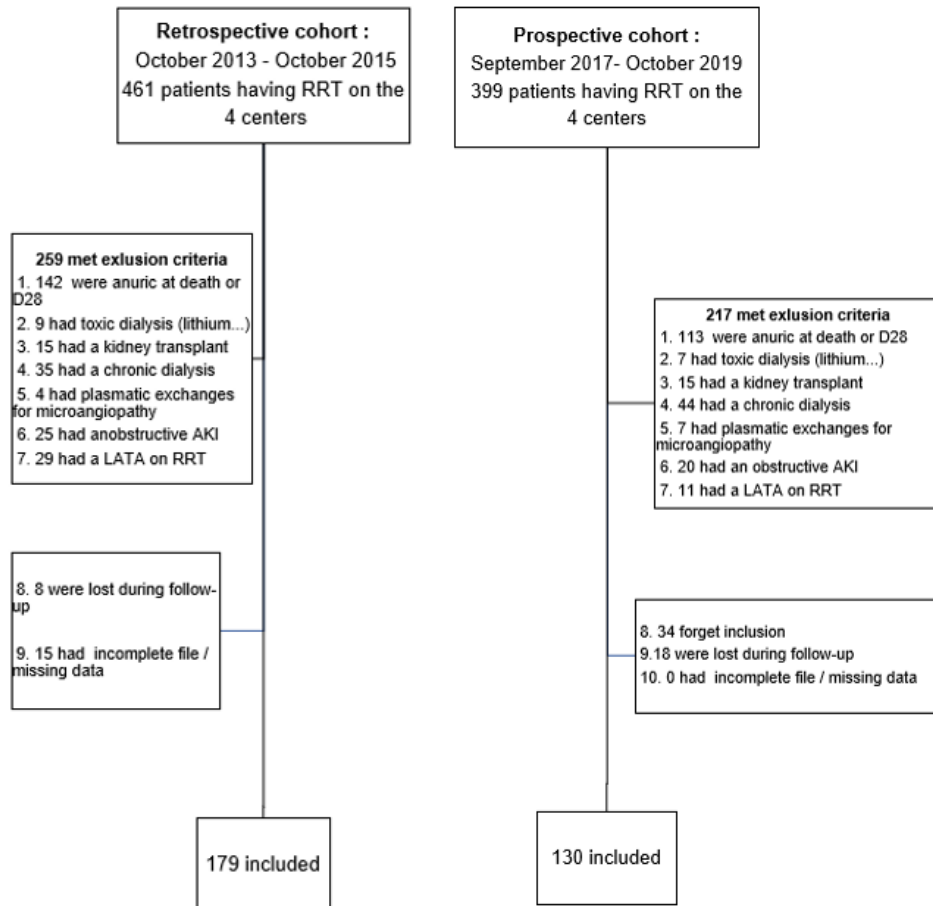 Retrospective cohort :
October 2013 - October 2015
461 patients having RRT on the
4 centers
259 met exlusion criteria
1. 142 were anuric at death or
D28
2. 9 had toxic dialysis (lithium...)
3. 15 had a kidney transplant
4. 35 had a chronic dialysis
5. 4 had plasmatic exchanges
for microangiopathy
6. 25 had anobstructive AKI
7. 29 had a LATA on RRT
8. 8 were lost during follow-
up
9. 15 had incomplete file /
missing data
179 included
Prospective cohort :
September 2017- October 2019
399 patients having RRT on the
4 centers
217 met exlusion criteria
1. 113 were anuric at death or D28
2. 7 had toxic dialysis (lithium...)
3. 15 had a kidney transplant
4. 44 had a chronic dialysis
5. 7 had plasmatic exchanges for
microangiopathy
6. 20 had an obstructive AKI
7. 11 had a LATA on RRT
8. 34 forget inclusion
9.18 were lost during follow-up
10. 0 had incomplete file / missing data
130 included